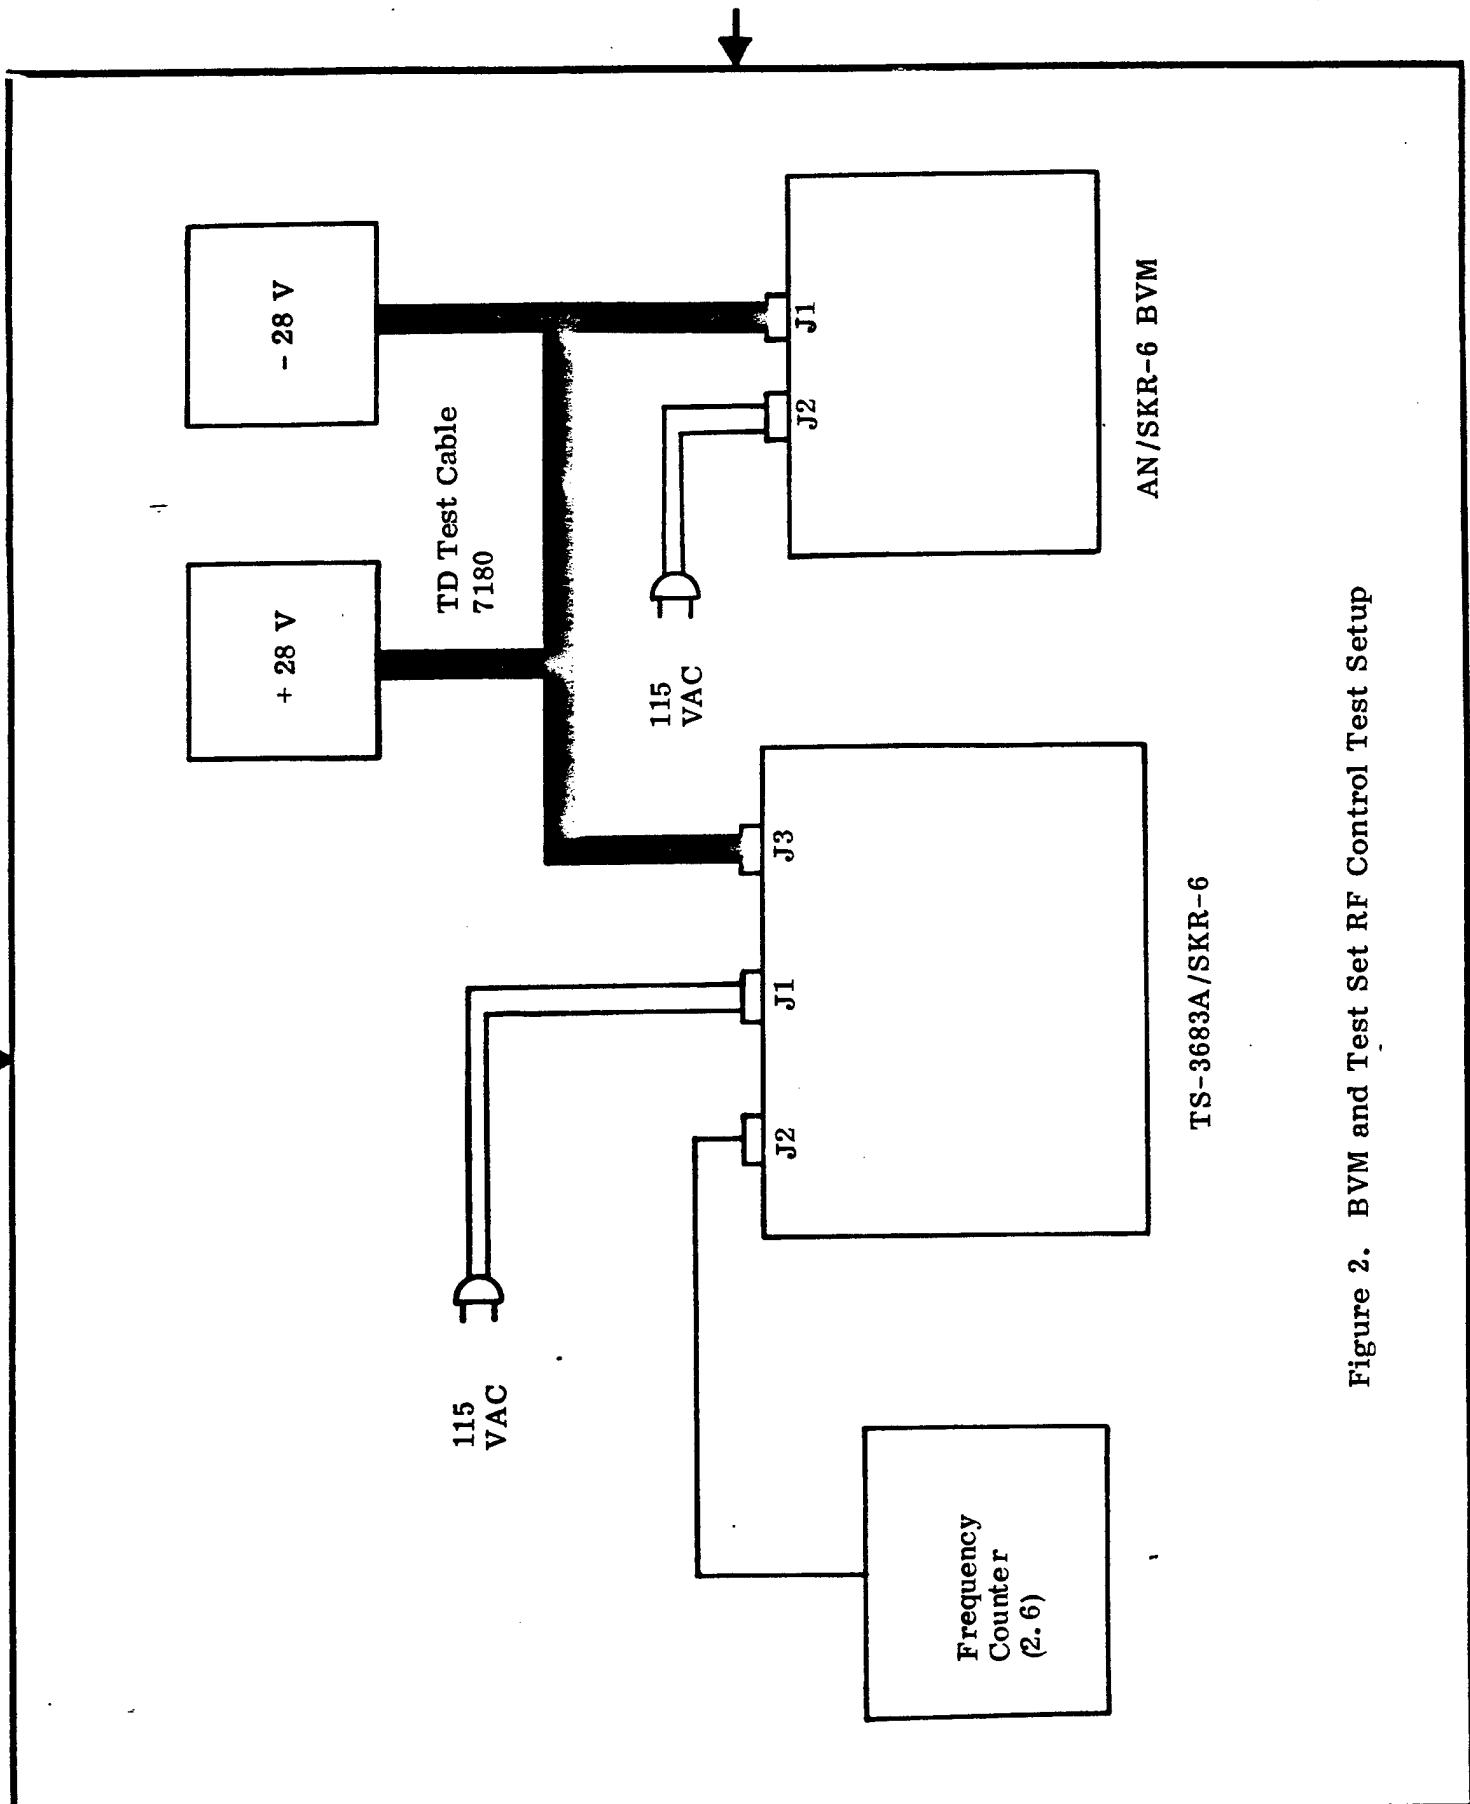 + 28 V
- 28 V
TD Test Cable
7180
115
VAC
115
VAC
J2
J1
J3
J2
J1
Frequency
Counter
(2.6)
TS-3683A/SKR-6
AN/SKR-6 BVM
Figure 2. BVM and Test Set RF Control Test Setup